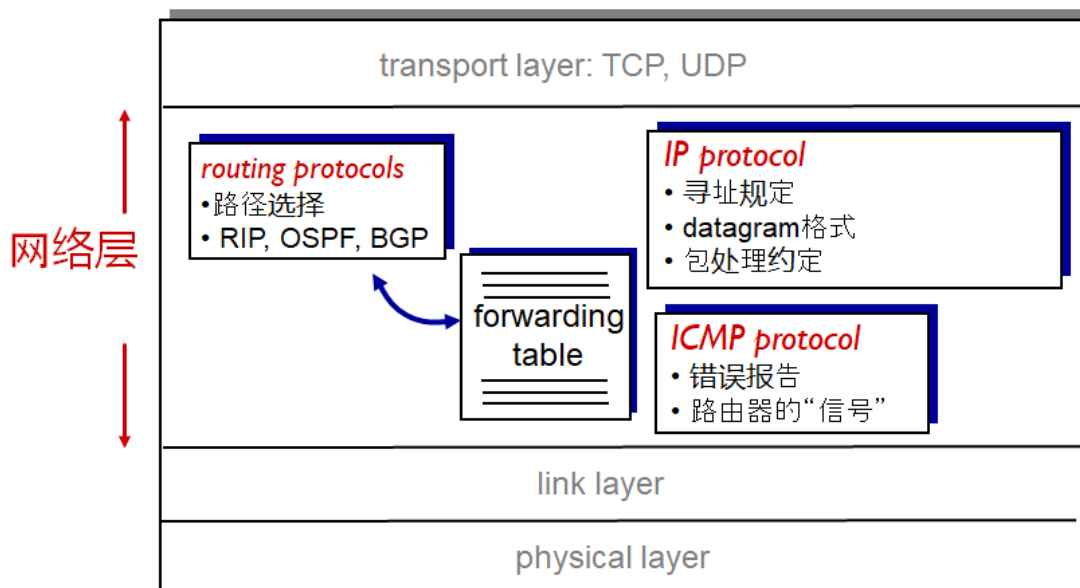 transport layer: TCP, UDP
网络层
routing protocols
•路径选择
• RIP, OSPF, BGP
forwarding
table
IP protocol
• 寻址规定
• datagram格式
• 包处理约定
ICMP protocol
• 错误报告
• 路由器的“信号”
link layer
physical layer